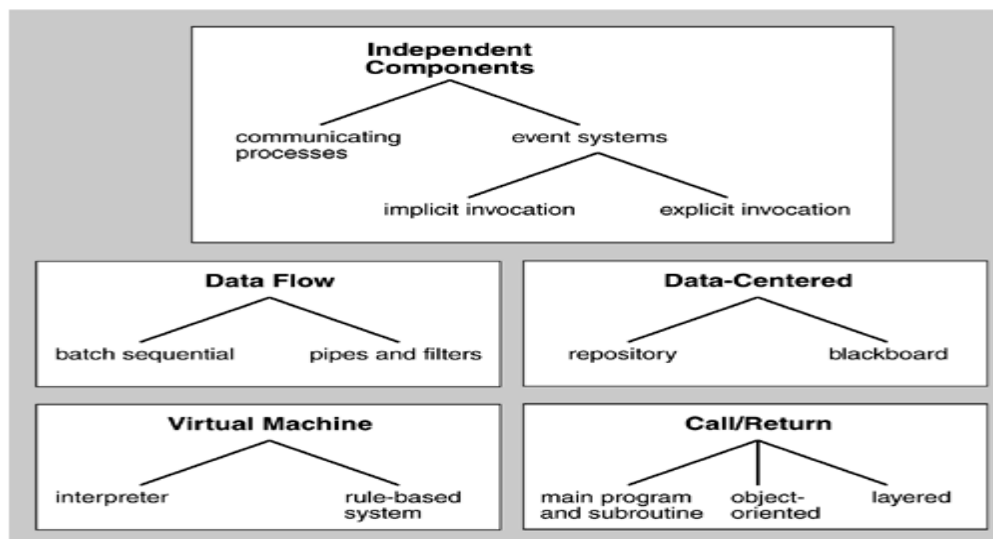 Independent
Components
communicating
processes
event systems
implicit invocation
explicit invocation
Data Flow
batch sequential
pipes and filters
Data-Centered
repository
blackboard
Virtual Machine
interpreter
rule-based
system
Call/Return
main program
and subroutine
object-
oriented
layered